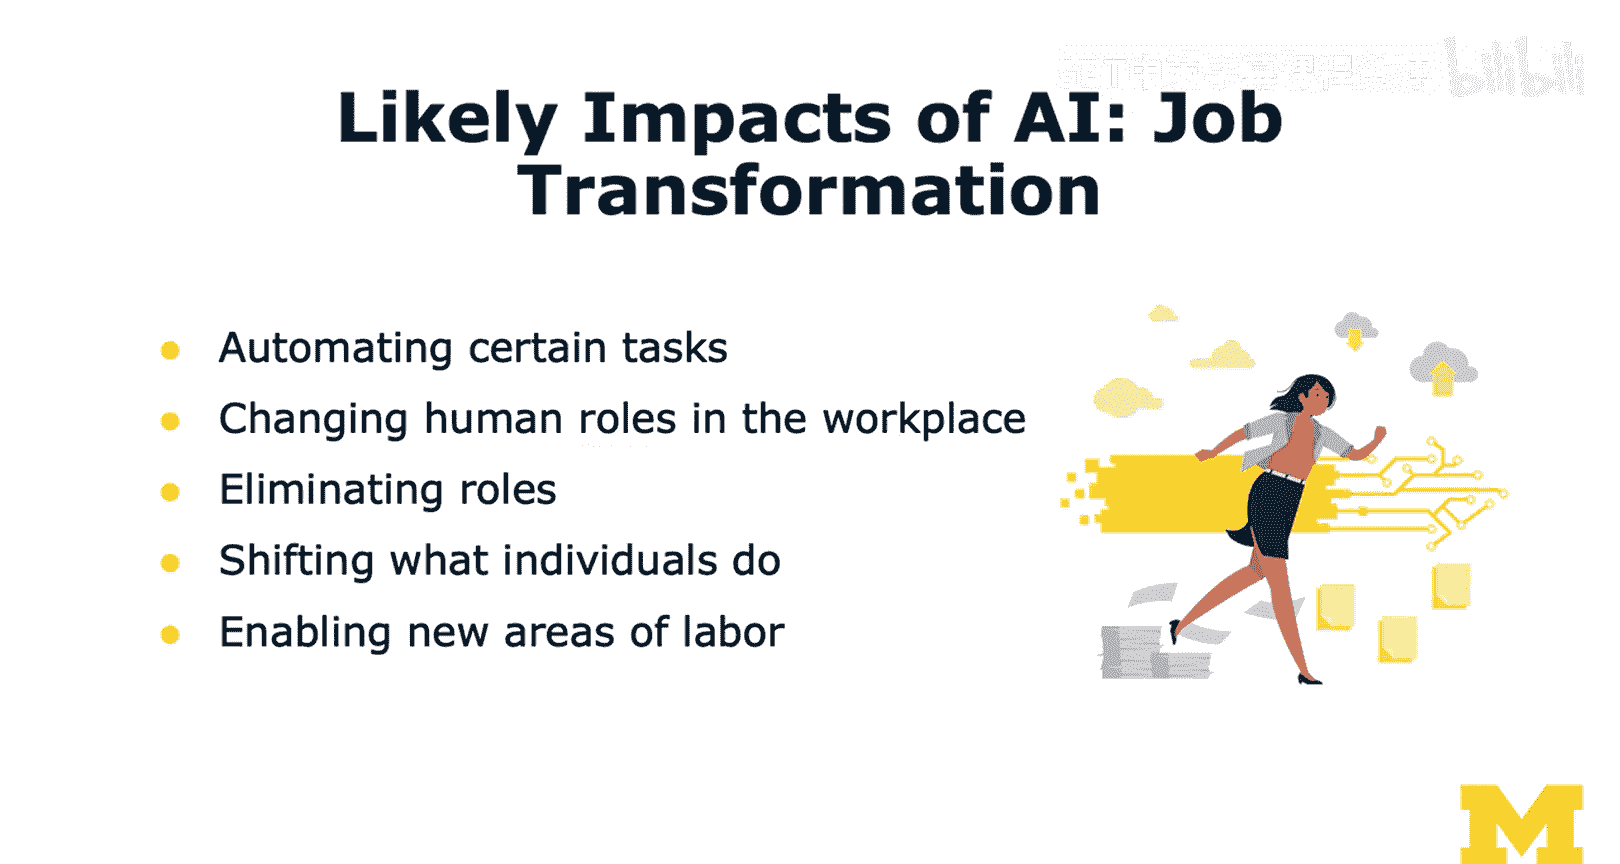 bilibili
Likely Impacts of AI: Job
Transformation
Automating certain tasks
Changing human roles in the workplace
Eliminating roles
Shifting what individuals do
Enabling new areas of labor
M